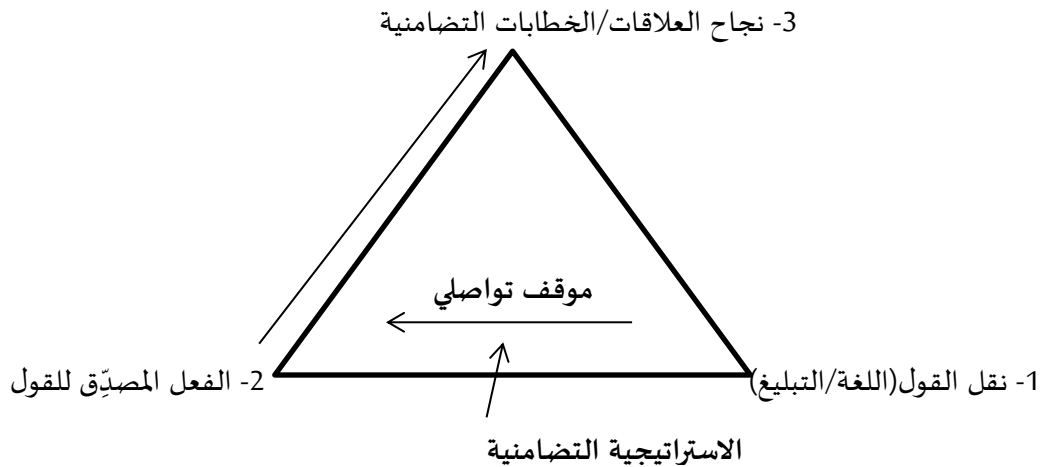 3- نجاح العلاقات/الخطابات التضامنية
موقف تواصلي
1- نقل القول(اللغة/التبليغ)
2- الفعل المصدِّق للقول
الاستراتيجية التضامنية